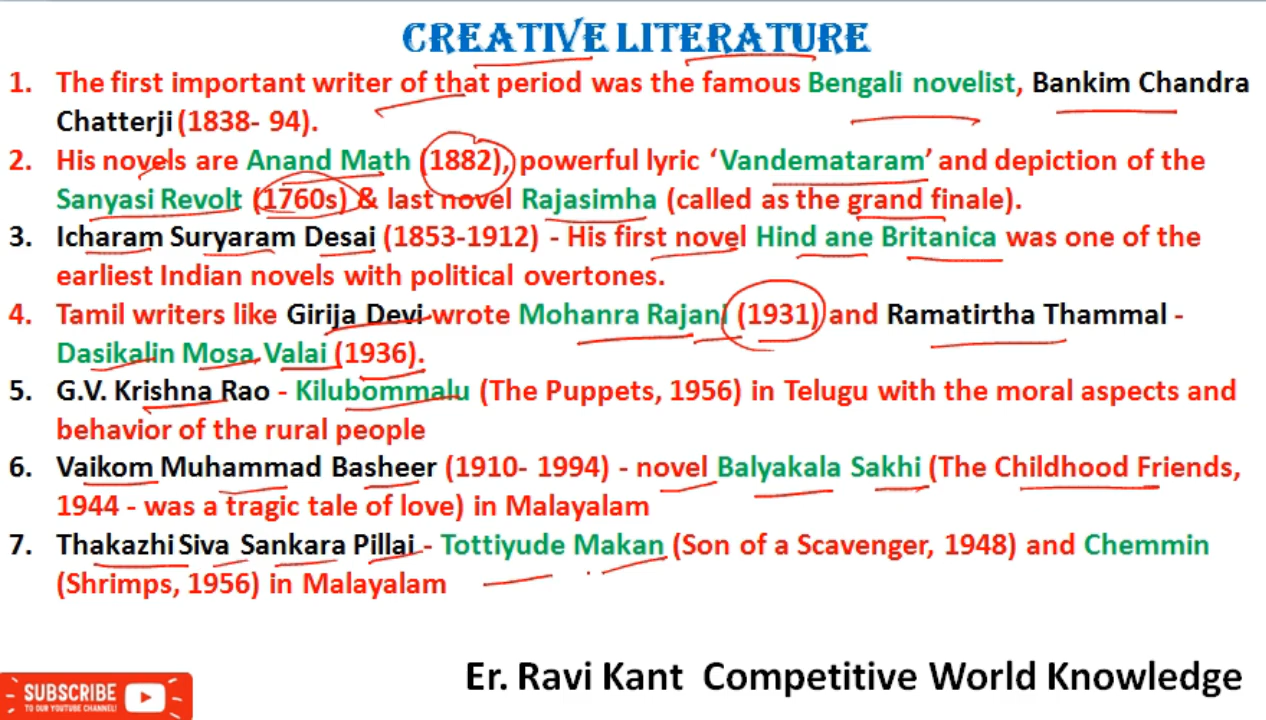 CREATIVE LITERATURE
1. The first important writer of that period was the famous Bengali novelist, Bankim Chandra
Chatterji (1838- 94).
2. His novels are Anand Math (1882), powerful lyric ‘Vandemataram’ and depiction of the
Sanyasi Revolt (1760s) & last novel Rajasimha (called as the grand finale).
3. Icharam Suryaram Desai (1853-1912) - His first novel Hind ane Britanica was one of the
earliest Indian novels with political overtones.
4. Tamil writers like Girija Devi wrote Mohanra Rajani (1931) and Ramatirtha Thammal -
Dasikalin Mosa Valai (1936).
5. G.V. Krishna Rao - Kilubommalu (The Puppets, 1956) in Telugu with the moral aspects and
behavior of the rural people
6. Vaikom Muhammad Basheer (1910- 1994) - novel Balyakala Sakhi (The Childhood Friends,
1944 - was a tragic tale of love) in Malayalam
7. Thakazhi Siva Sankara Pillai - Tottiyude Makan (Son of a Scavenger, 1948) and Chemmin
(Shrimps, 1956) in Malayalam
Er. Ravi Kant Competitive World Knowledge
SUBSCRIBE
TO OUR YOUTUBE CHANNEL!